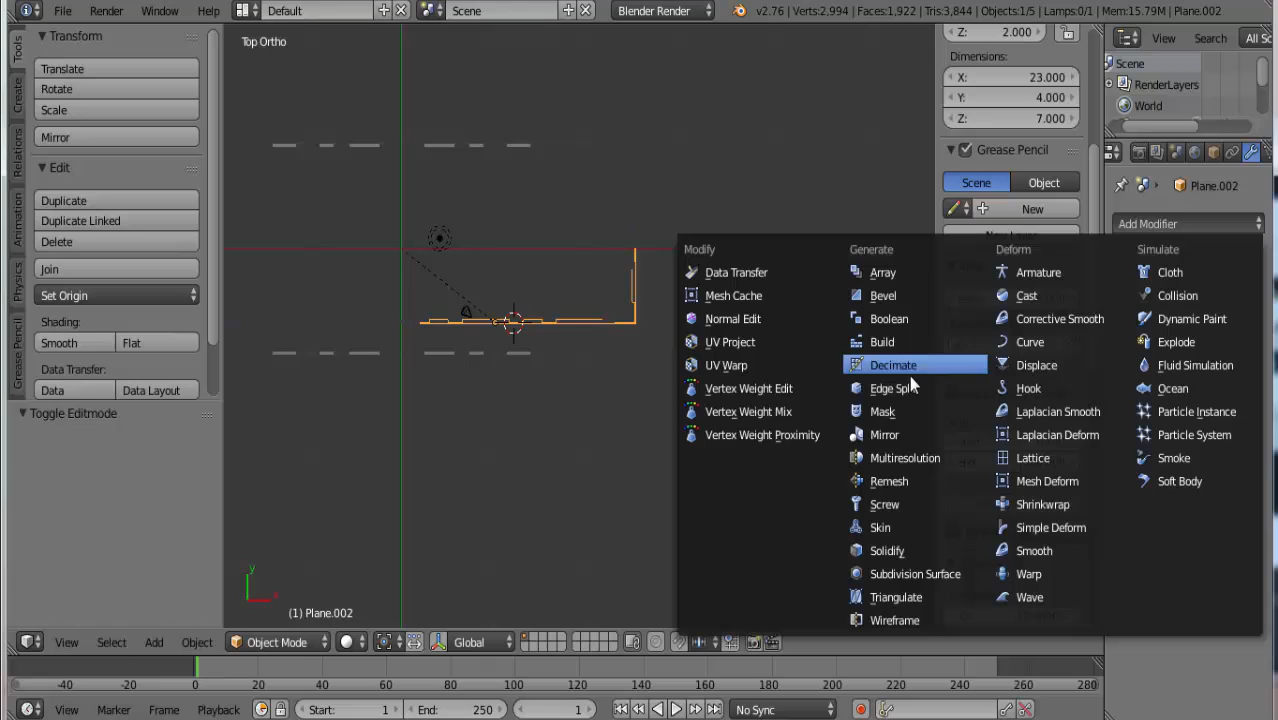 File Render Window Help Default Scene Blender Render v2.76 | Verts:2,994 | Faces:1,922 | Tris:3,844 | Objects:1/5 | Lamps:0/1 | Mem:15.79M | Plane.002
Tools
Create
Relations
Animation
Physics
Grease Pencil
Transform
Translate
Rotate
Scale
Mirror
Edit
Duplicate
Duplicate Linked
Delete
Join
Set Origin
Shading:
Smooth Flat
Data Transfer:
Data Data Layout
Toggle Editmode
Top Ortho
y
x
(1) Plane.002
Z: 2.000
Dimensions:
X: 23.000
Y: 4.000
Z: 7.000
Grease Pencil
Scene Object
New
New Layer
View Search All Sc
Scene
RenderLayers
World
Plane.002
Add Modifier
Modify
Data Transfer
Mesh Cache
Normal Edit
UV Project
UV Warp
Vertex Weight Edit
Vertex Weight Mix
Vertex Weight Proximity
Generate
Array
Bevel
Boolean
Build
Decimate
Edge Spl
Mask
Mirror
Multiresolution
Remesh
Screw
Skin
Solidify
Subdivision Surface
Triangulate
Wireframe
Deform
Armature
Cast
Corrective Smooth
Curve
Displace
Hook
Laplacian Smooth
Laplacian Deform
Lattice
Mesh Deform
Shrinkwrap
Simple Deform
Smooth
Warp
Wave
Simulate
Cloth
Collision
Dynamic Paint
Explode
Fluid Simulation
Ocean
Particle Instance
Particle System
Smoke
Soft Body
View Select Add Object Object Mode Global
-40 -20 0 20 40 60 80 100 120 140 160 180 200 220 240 260 280
View Marker Frame Playback Start: 1 End: 250 1 No Sync